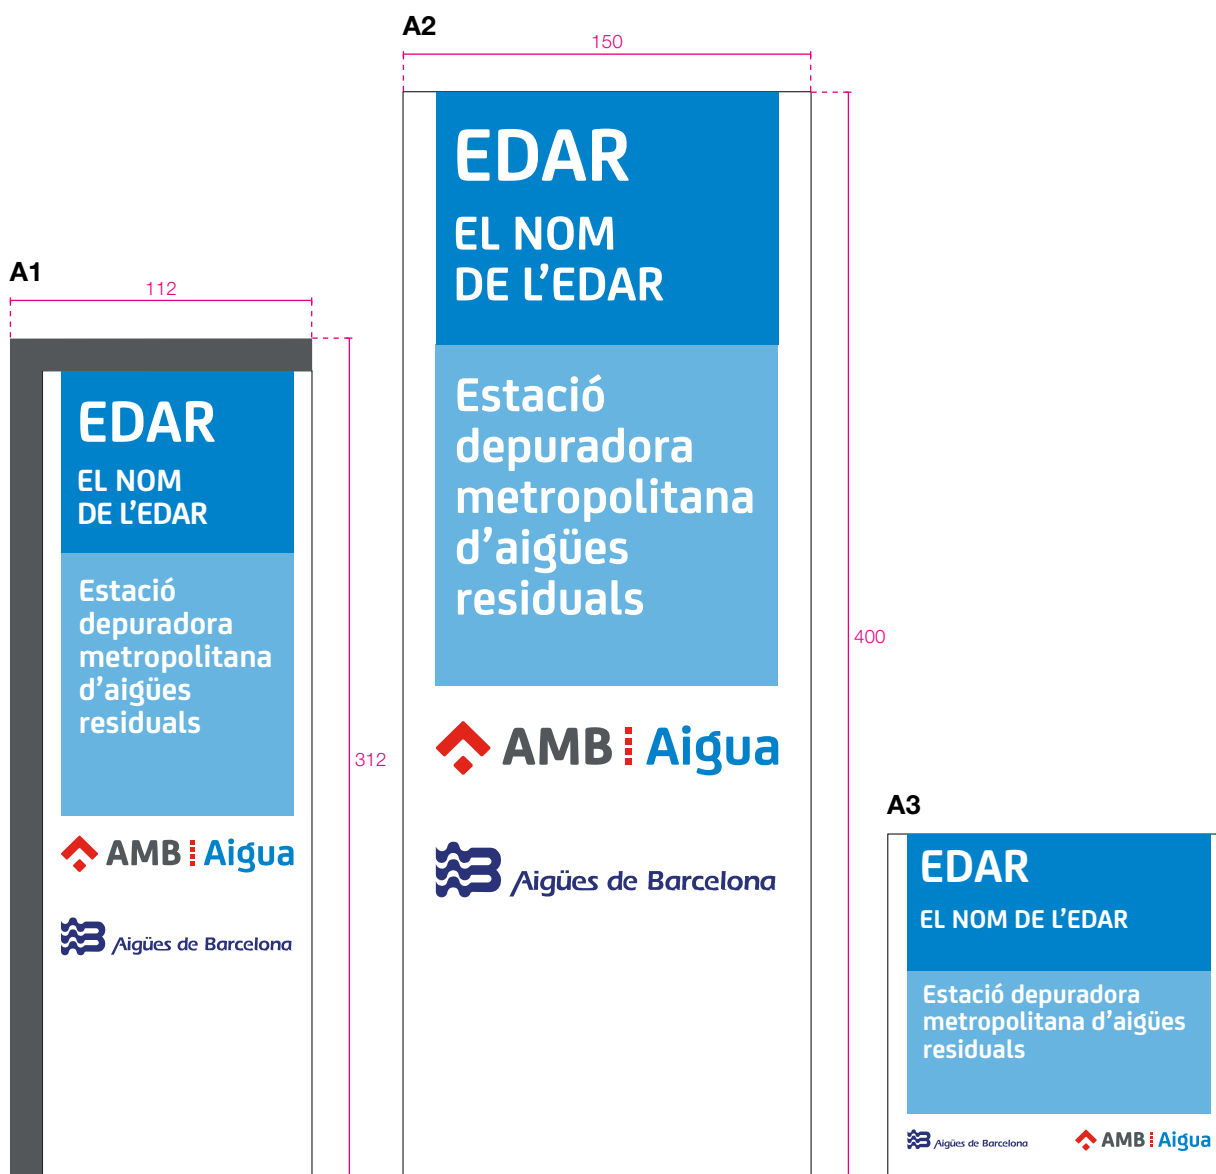 A1
112
EDAR
EL NOM
DE L’EDAR
Estació
depuradora
metropolitana
d’aigües
residuals
AMB Aigua
Aigües de Barcelona
312
A2
150
EDAR
EL NOM
DE L’EDAR
Estació
depuradora
metropolitana
d’aigües
residuals
AMB Aigua
Aigües de Barcelona
400
A3
EDAR
EL NOM DE L’EDAR
Estació depuradora
metropolitana d’aigües
residuals
Aigües de Barcelona
AMB Aigua